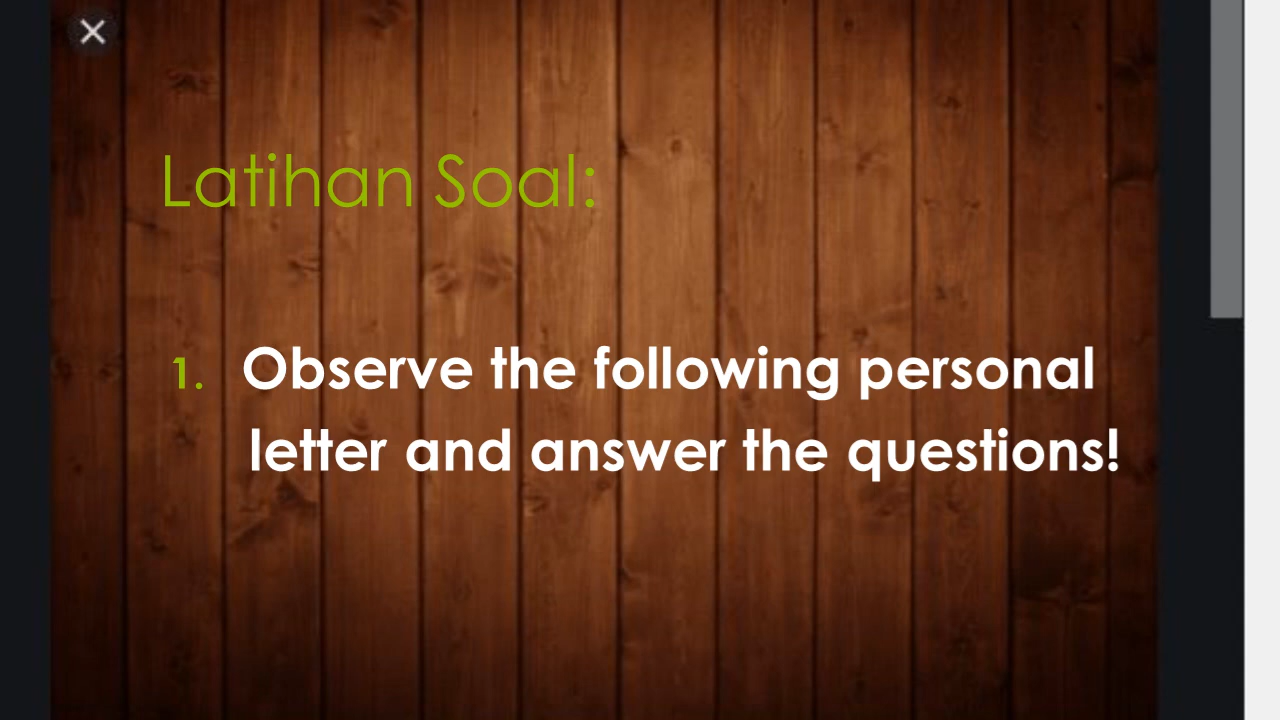 Latihan Soal:
1. Observe the following personal
letter and answer the questions!